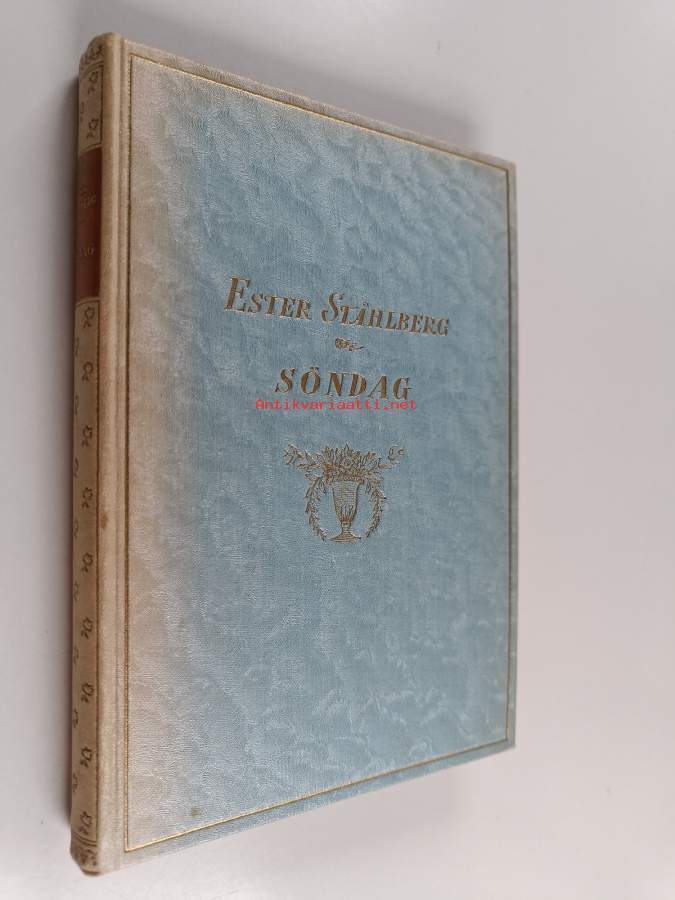 ESTER STÅHLBERG
SÖNDAG
Antikvariaatti.net